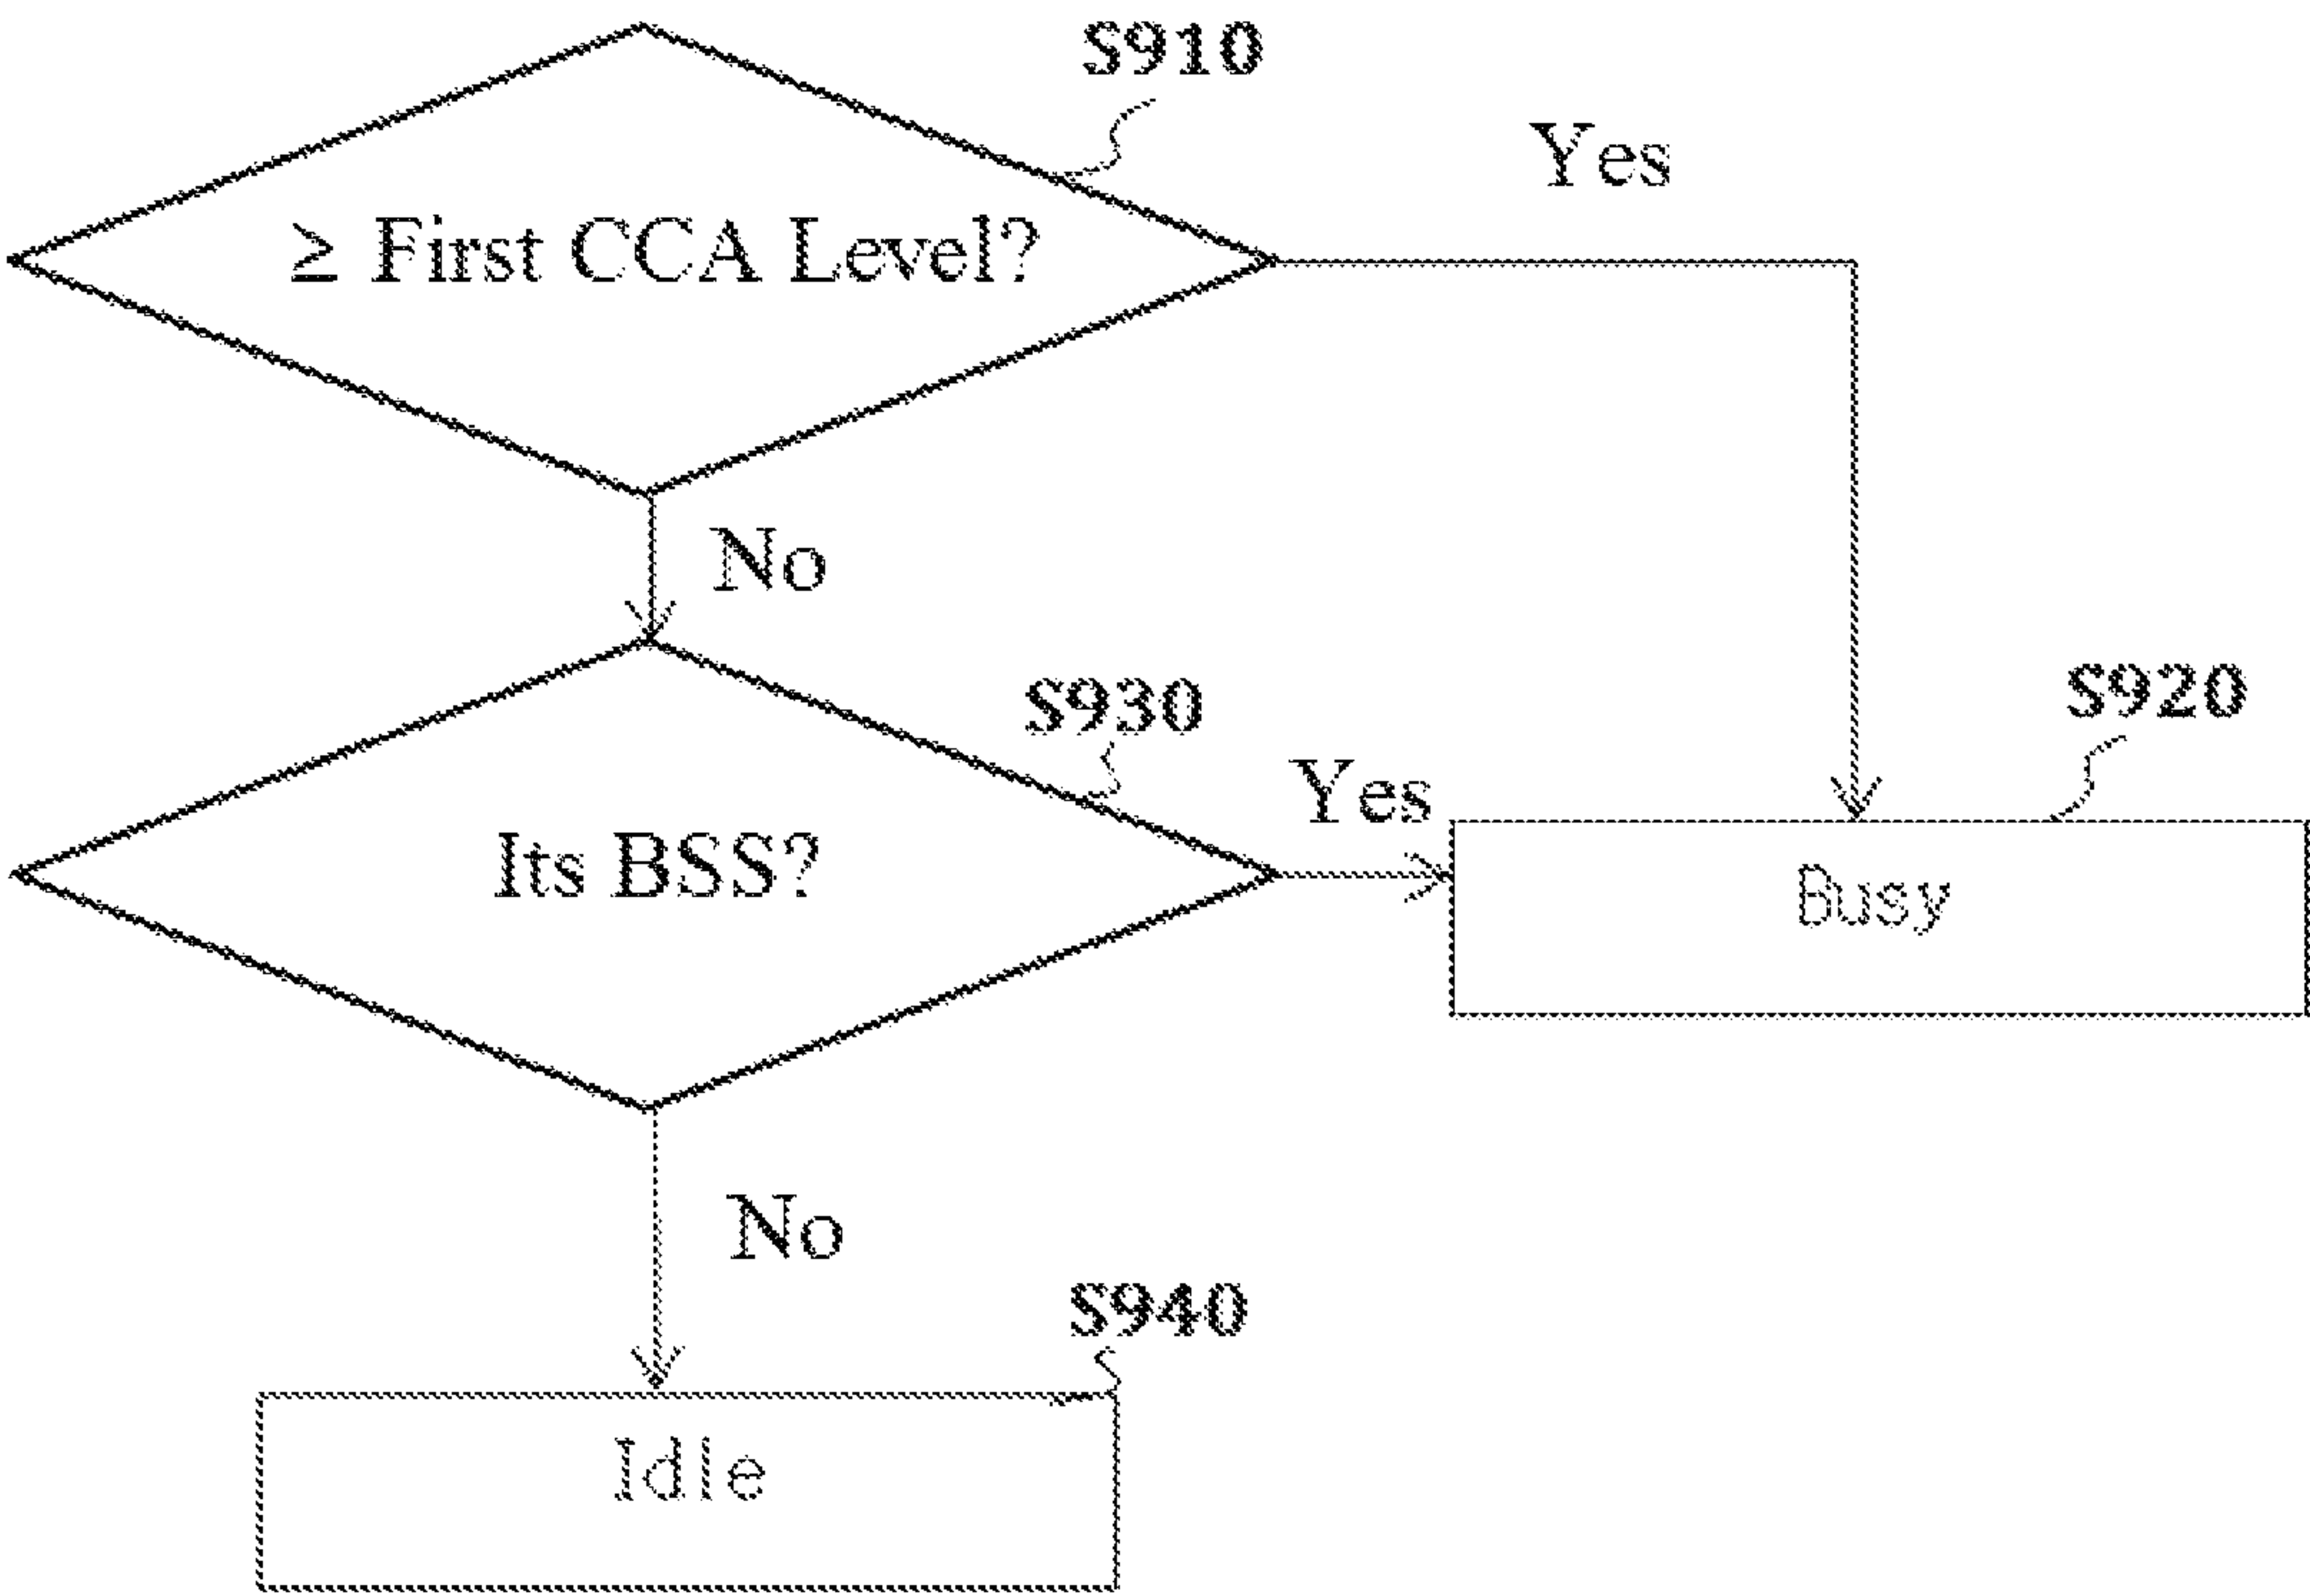 S910
Yes
≥ First CCA Level?
No
S930
S920
Yes
Its BSS?
Busy
No
S940
Idle